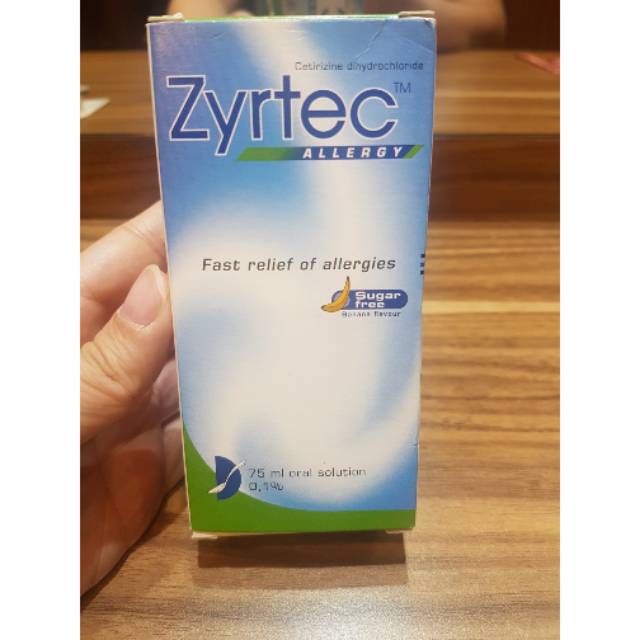 Cetirizine dihydrochloride
Zyrtec™
ALLERGY
Fast relief of allergies
Sugar
free
Banana flavour
75 ml oral solution
0.1%